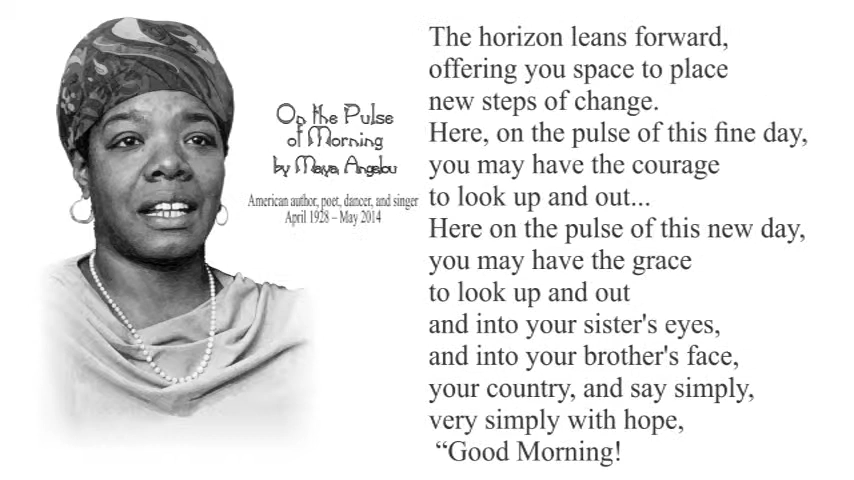 On the Pulse
of Morning
by Maya Angelou
American author, poet, dancer, and singer
April 1928 – May 2014
The horizon leans forward,
offering you space to place
new steps of change.
Here, on the pulse of this fine day,
you may have the courage
to look up and out...
Here on the pulse of this new day,
you may have the grace
to look up and out
and into your sister's eyes,
and into your brother's face,
your country, and say simply,
very simply with hope,
“Good Morning!